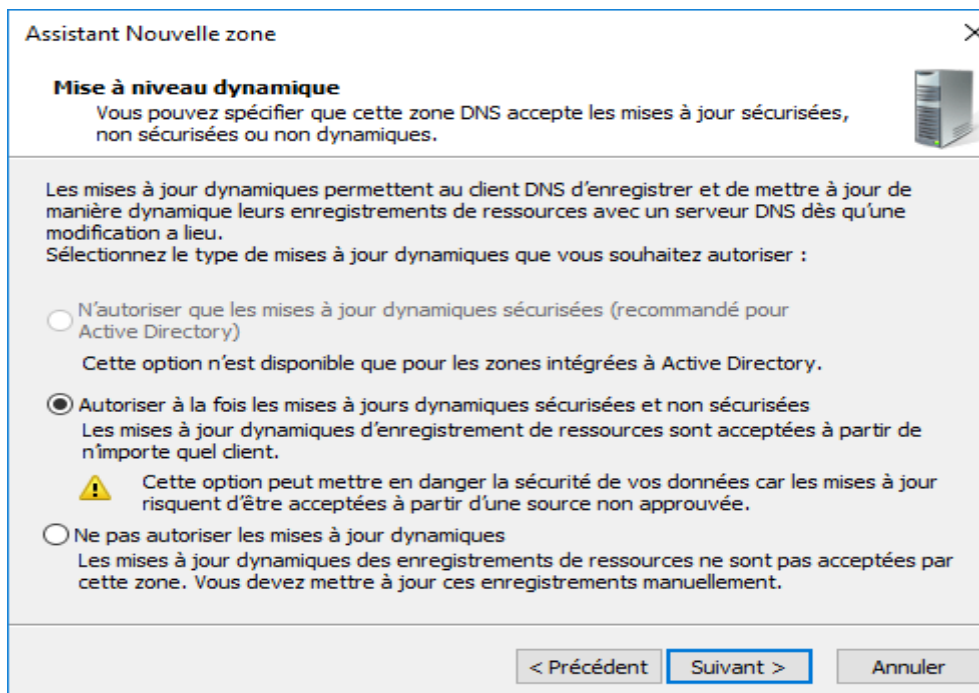 Assistant Nouvelle zone
Mise à niveau dynamique
Vous pouvez spécifier que cette zone DNS accepte les mises à jour sécurisées,
non sécurisées ou non dynamiques.
Les mises à jour dynamiques permettent au client DNS d'enregistrer et de mettre à jour de
manière dynamique leurs enregistrements de ressources avec un serveur DNS dès qu'une
modification a lieu.
Sélectionnez le type de mises à jour dynamiques que vous souhaitez autoriser :
N'autoriser que les mises à jour dynamiques sécurisées (recommandé pour
Active Directory)
Cette option n'est disponible que pour les zones intégrées à Active Directory.
Autoriser à la fois les mises à jours dynamiques sécurisées et non sécurisées
Les mises à jour dynamiques d'enregistrement de ressources sont acceptées à partir de
n'importe quel client.
Cette option peut mettre en danger la sécurité de vos données car les mises à jour
risquent d'être acceptées à partir d'une source non approuvée.
Ne pas autoriser les mises à jour dynamiques
Les mises à jour dynamiques des enregistrements de ressources ne sont pas acceptées par
cette zone. Vous devez mettre à jour ces enregistrements manuellement.
< Précédent Suivant > Annuler